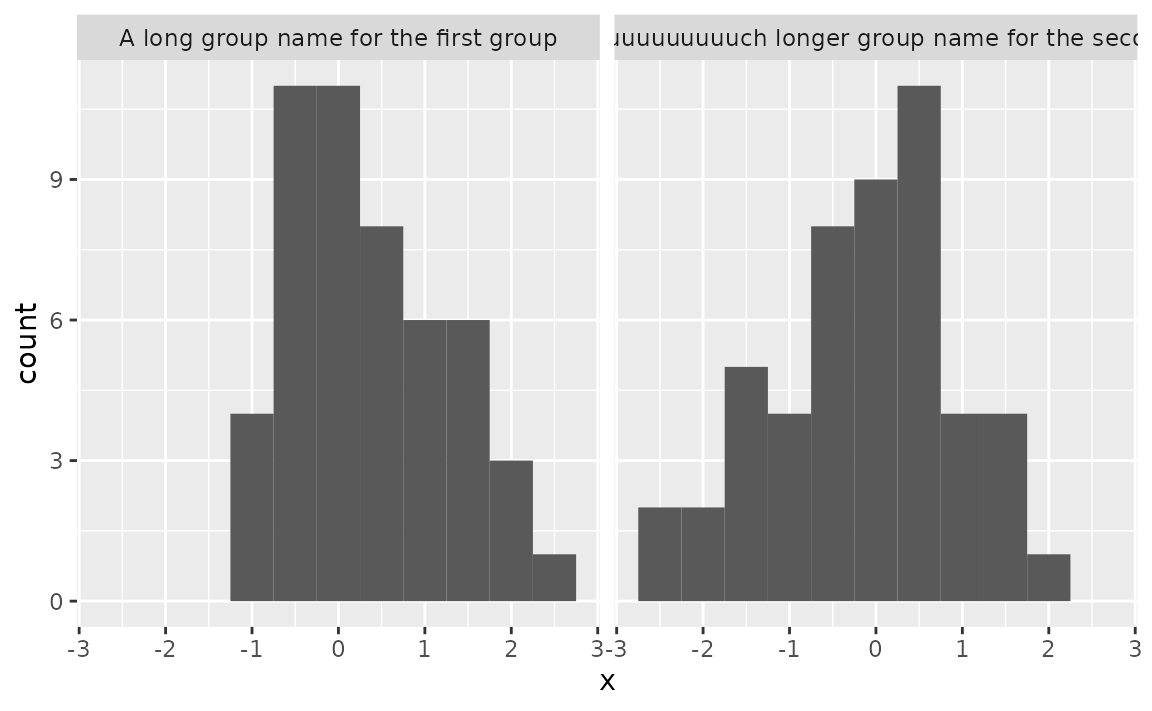 A long group name for the first group
uuuuuuuuch longer group name for the seco
count
9
6
3
0
-3 -2 -1 0 1 2 3
-3 -2 -1 0 1 2 3
x